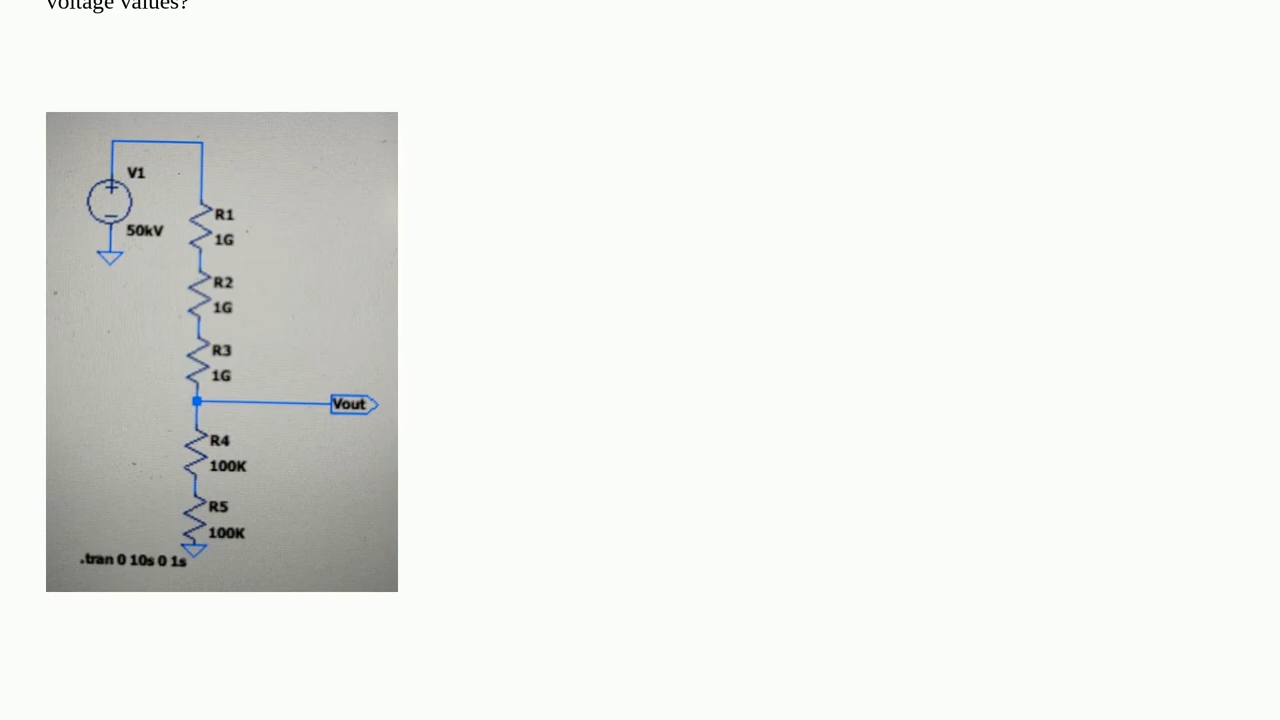 voltage values?
V1
50kV
R1
1G
R2
1G
R3
1G
Vout
R4
100K
R5
100K
.tran 0 10s 0 1s